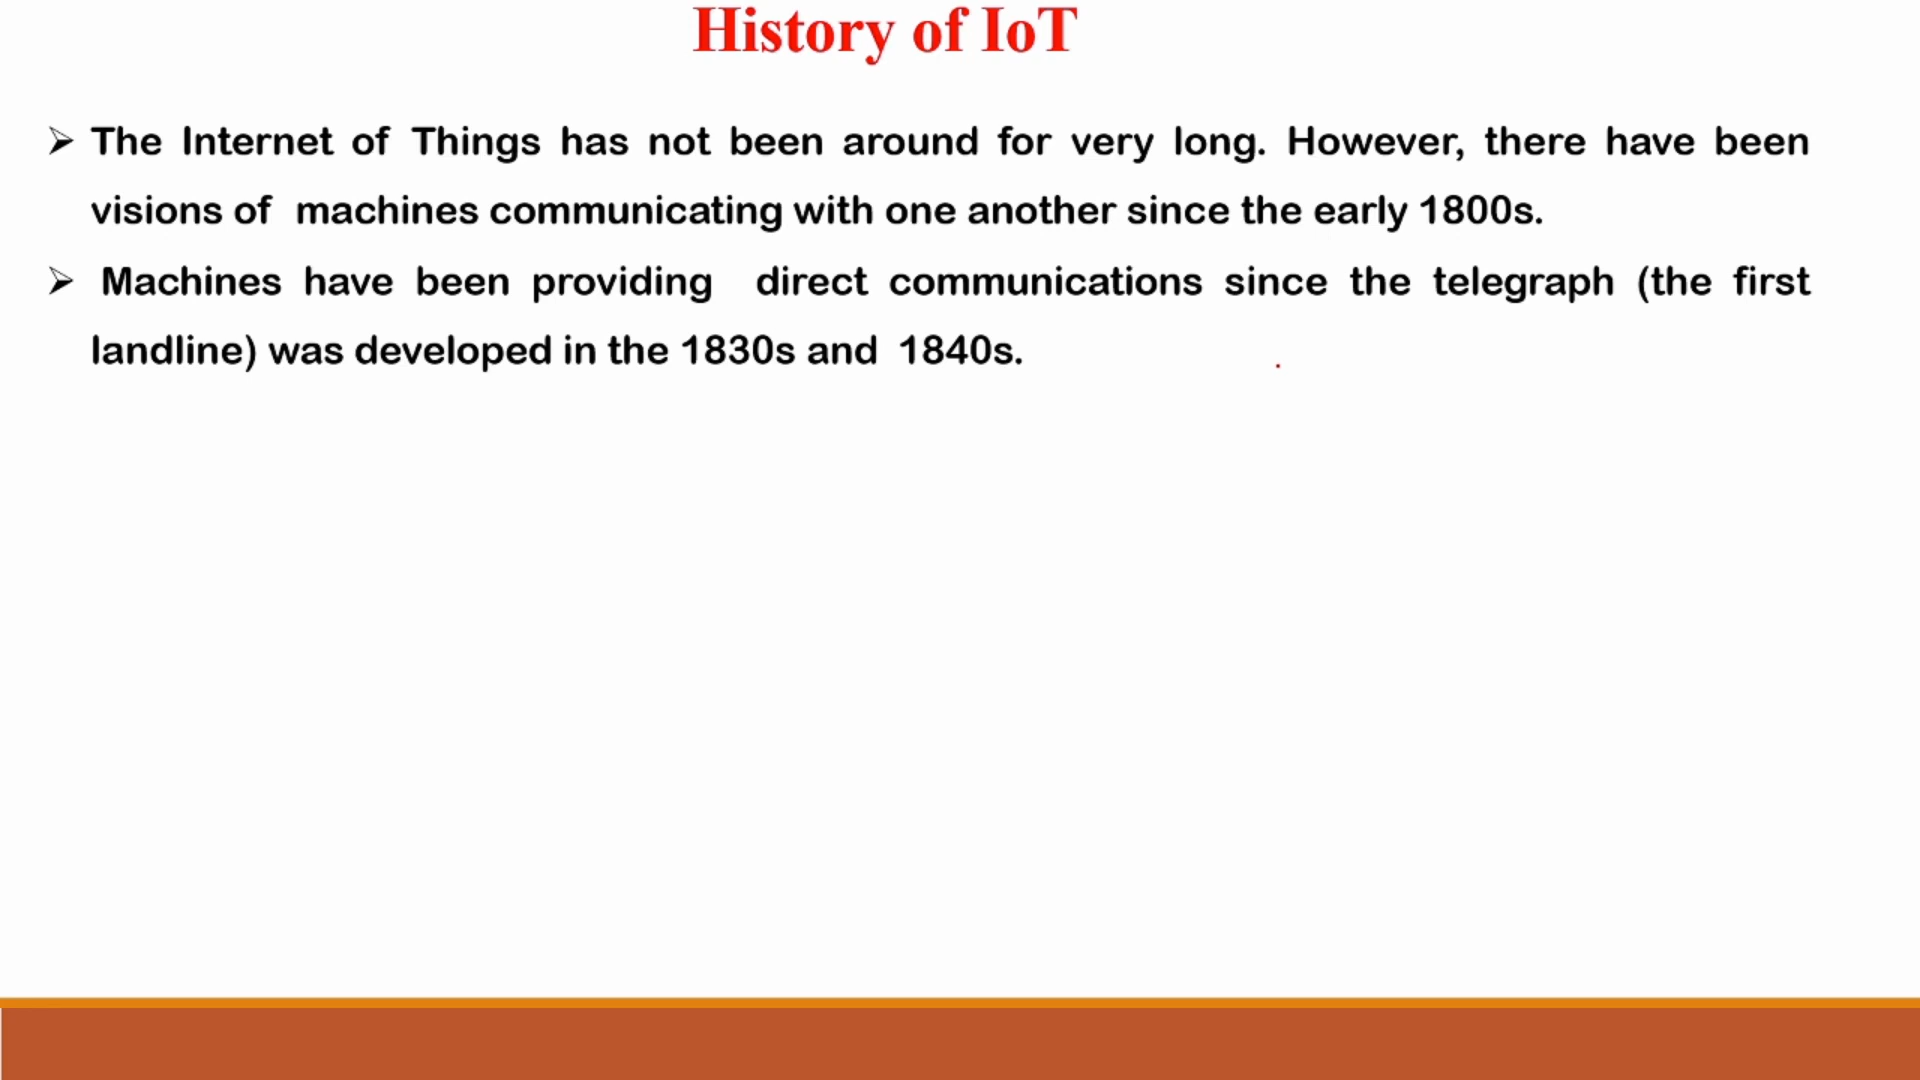 History of IoT
The Internet of Things has not been around for very long. However, there have been
visions of machines communicating with one another since the early 1800s.
Machines have been providing direct communications since the telegraph (the first
landline) was developed in the 1830s and 1840s.